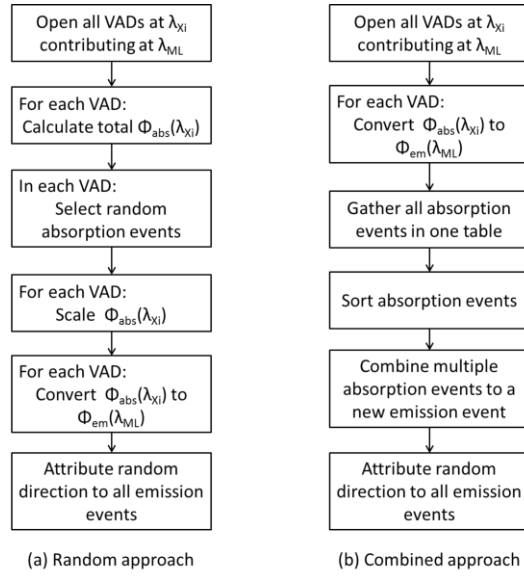 Open all VADs at λXi
contributing at λML
For each VAD:
Calculate total Φabs(λXi)
In each VAD:
Select random
absorption events
For each VAD:
Scale Φabs(λXi)
For each VAD:
Convert Φabs(λXi) to
Φem(λML)
Attribute random
direction to all emission
events
(a) Random approach
Open all VADs at λXi
contributing at λML
For each VAD:
Convert Φabs(λXi) to
Φem(λML)
Gather all absorption
events in one table
Sort absorption events
Combine multiple
absorption events to a
new emission event
Attribute random
direction to all emission
events
(b) Combined approach